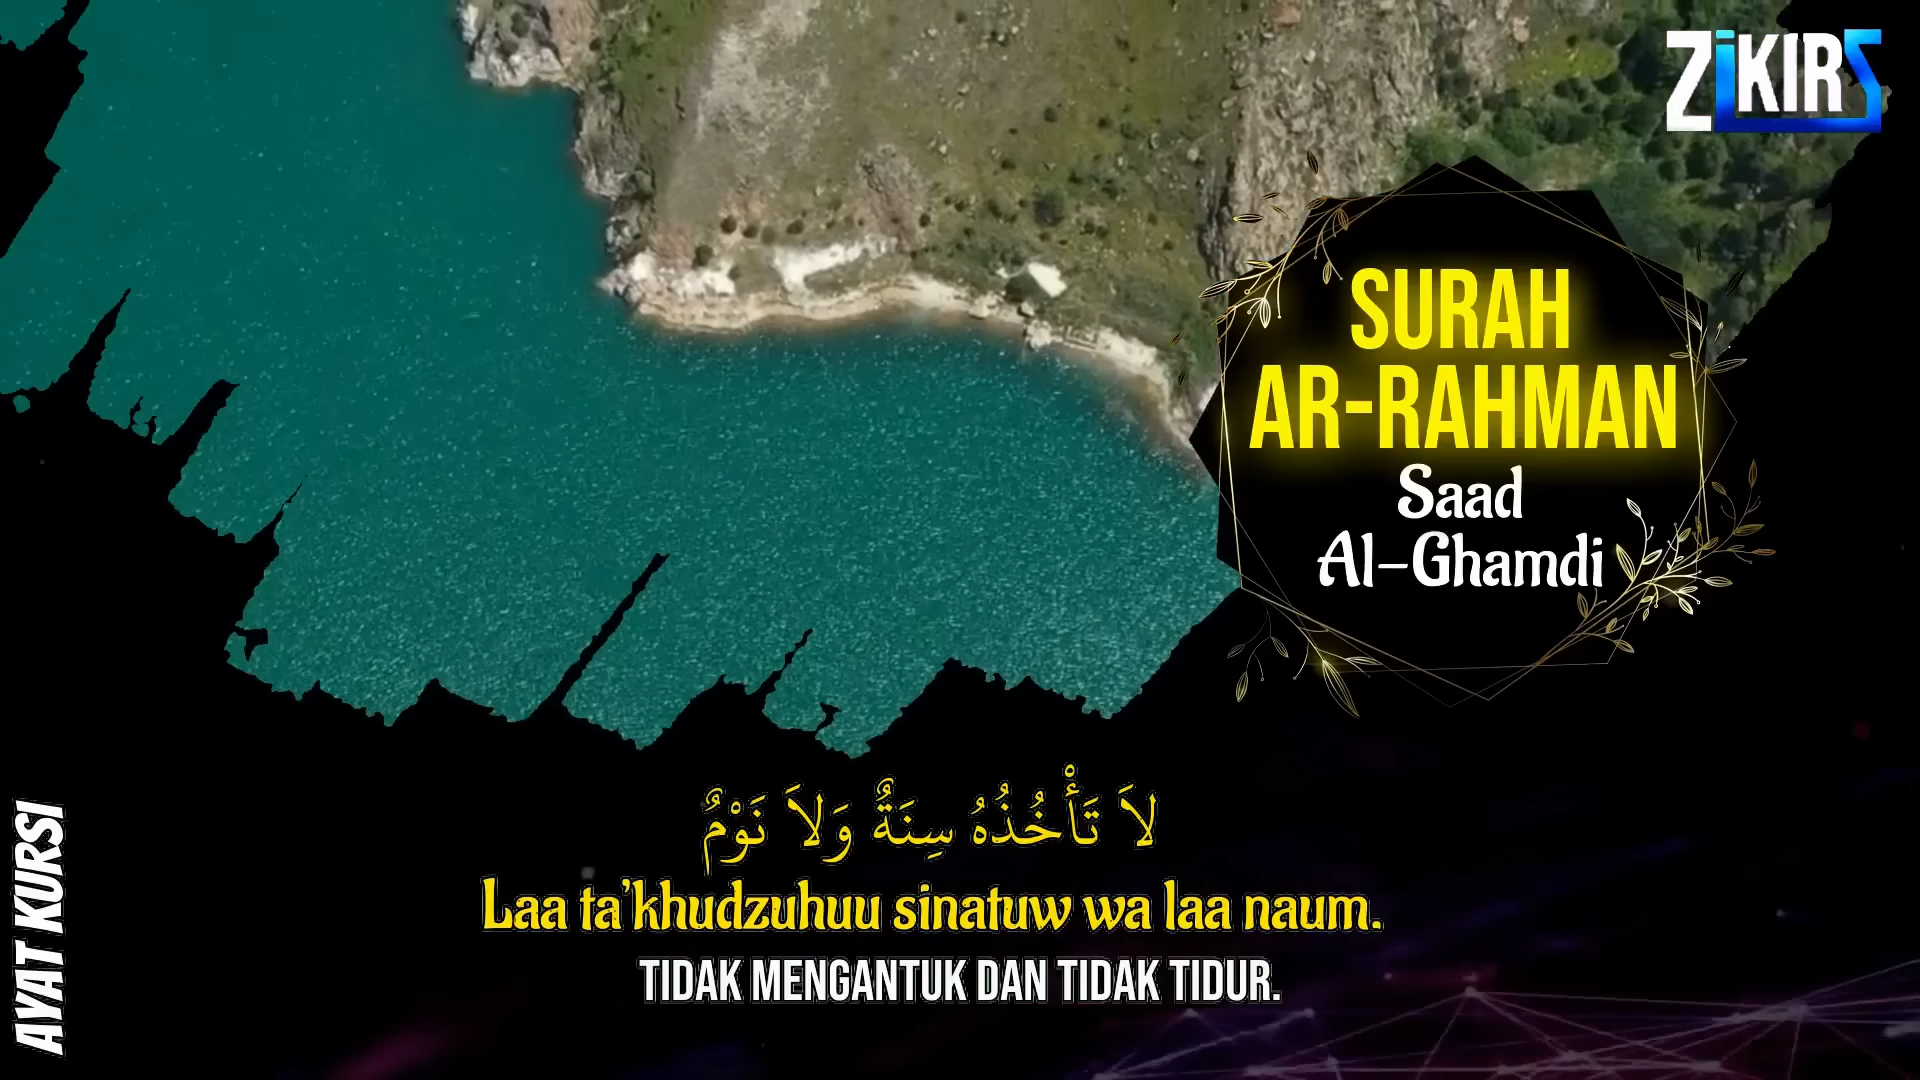 ZiKIRS
SURAH
AR-RAHMAN
Saad
Al-Ghamdi
لاَ تَأْخُذُهُ سِنَةٌ وَلاَ نَوْمٌ
Laa ta'khudzuhuu sinatuw wa laa naum.
TIDAK MENGANTUK DAN TIDAK TIDUR.
AYAT KURSI